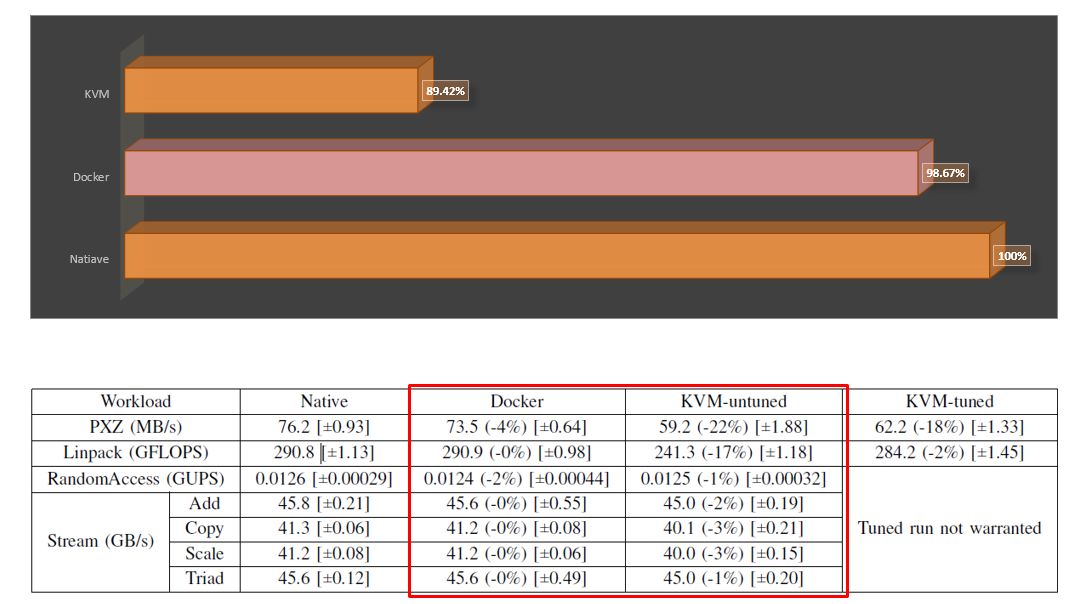 KVM
89.42%
Docker
98.67%
Natiave
100%
Workload Native Docker KVM-untuned KVM-tuned
PXZ (MB/s) 76.2 [±0.93] 73.5 (-4%) [±0.64] 59.2 (-22%) [±1.88] 62.2 (-18%) [±1.33]
Linpack (GFLOPS) 290.8 [±1.13] 290.9 (-0%) [±0.98] 241.3 (-17%) [±1.18] 284.2 (-2%) [±1.45]
RandomAccess (GUPS) 0.0126 [±0.00029] 0.0124 (-2%) [±0.00044] 0.0125 (-1%) [±0.00032]
Stream (GB/s)
Add 45.8 [±0.21] 45.6 (-0%) [±0.55] 45.0 (-2%) [±0.19]
Copy 41.3 [±0.06] 41.2 (-0%) [±0.08] 40.1 (-3%) [±0.21]
Tuned run not warranted
Scale 41.2 [±0.08] 41.2 (-0%) [±0.06] 40.0 (-3%) [±0.15]
Triad 45.6 [±0.12] 45.6 (-0%) [±0.49] 45.0 (-1%) [±0.20]